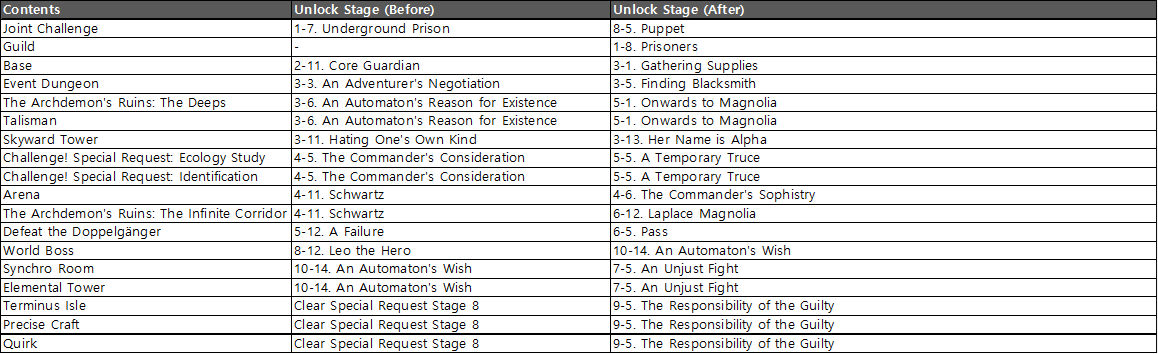 Contents Unlock Stage (Before) Unlock Stage (After)
Joint Challenge 1-7. Underground Prison 8-5. Puppet
Guild - 1-8. Prisoners
Base 2-11. Core Guardian 3-1. Gathering Supplies
Event Dungeon 3-3. An Adventurer's Negotiation 3-5. Finding Blacksmith
The Archdemon's Ruins: The Deeps 3-6. An Automaton's Reason for Existence 5-1. Onwards to Magnolia
Talisman 3-6. An Automaton's Reason for Existence 5-1. Onwards to Magnolia
Skyward Tower 3-11. Hating One's Own Kind 3-13. Her Name is Alpha
Challenge! Special Request: Ecology Study 4-5. The Commander's Consideration 5-5. A Temporary Truce
Challenge! Special Request: Identification 4-5. The Commander's Consideration 5-5. A Temporary Truce
Arena 4-11. Schwartz 4-6. The Commander's Sophistry
The Archdemon's Ruins: The Infinite Corridor 4-11. Schwartz 6-12. Laplace Magnolia
Defeat the Doppelgänger 5-12. A Failure 6-5. Pass
World Boss 8-12. Leo the Hero 10-14. An Automaton's Wish
Synchro Room 10-14. An Automaton's Wish 7-5. An Unjust Fight
Elemental Tower 10-14. An Automaton's Wish 7-5. An Unjust Fight
Terminus Isle Clear Special Request Stage 8 9-5. The Responsibility of the Guilty
Precise Craft Clear Special Request Stage 8 9-5. The Responsibility of the Guilty
Quirk Clear Special Request Stage 8 9-5. The Responsibility of the Guilty